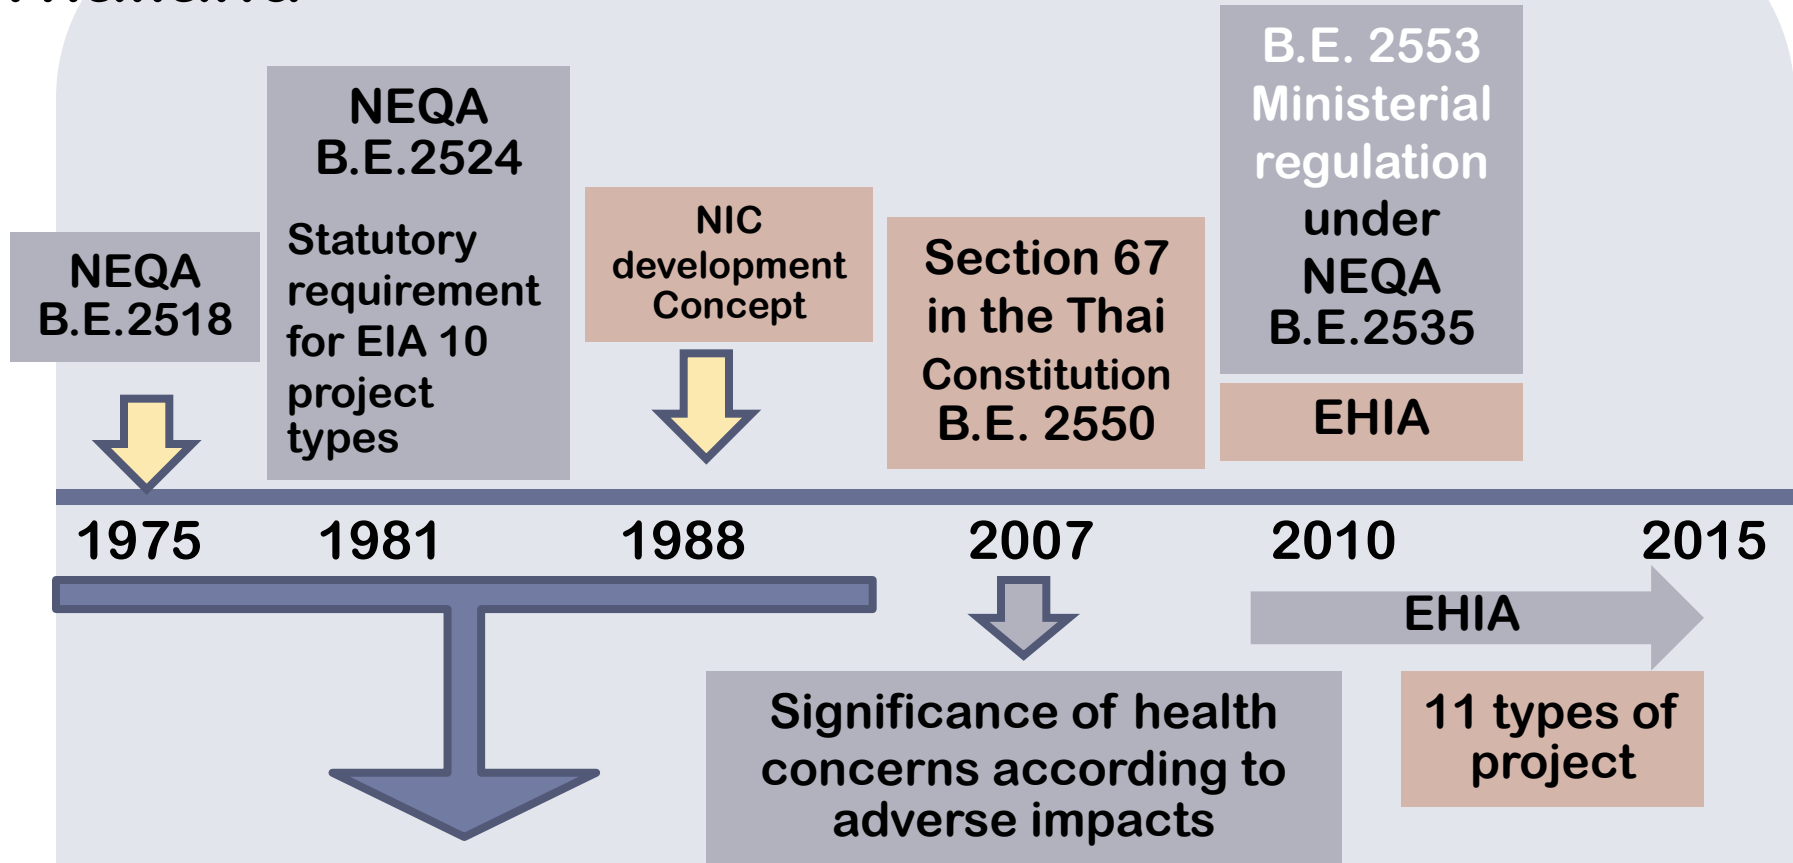 NEQA
B.E.2518
NEQA
B.E.2524
Statutory
requirement
for EIA 10
project
types
NIC
development
Concept
Section 67
in the Thai
Constitution
B.E. 2550
B.E. 2553
Ministerial
regulation
under
NEQA
B.E.2535
EHIA
1975 1981 1988 2007 2010 2015
EHIA
Significance of health
concerns according to
adverse impacts
11 types of
project